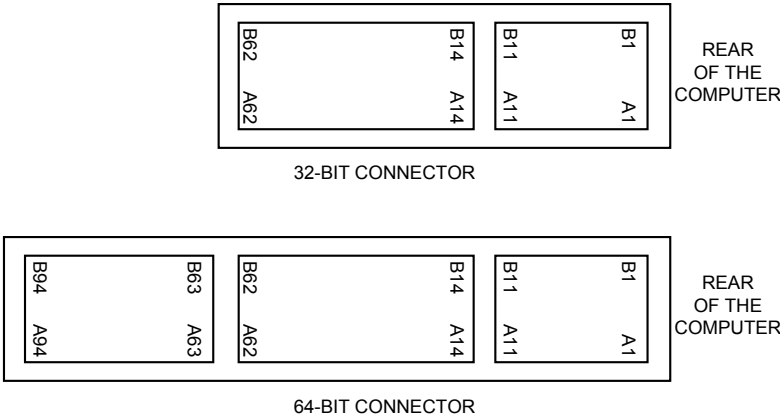 B62
B14
B11
B1
A62
A14
A11
A1
REAR
OF THE
COMPUTER
32-BIT CONNECTOR
B94
B63
B62
B14
B11
B1
A94
A63
A62
A14
A11
A1
REAR
OF THE
COMPUTER
64-BIT CONNECTOR